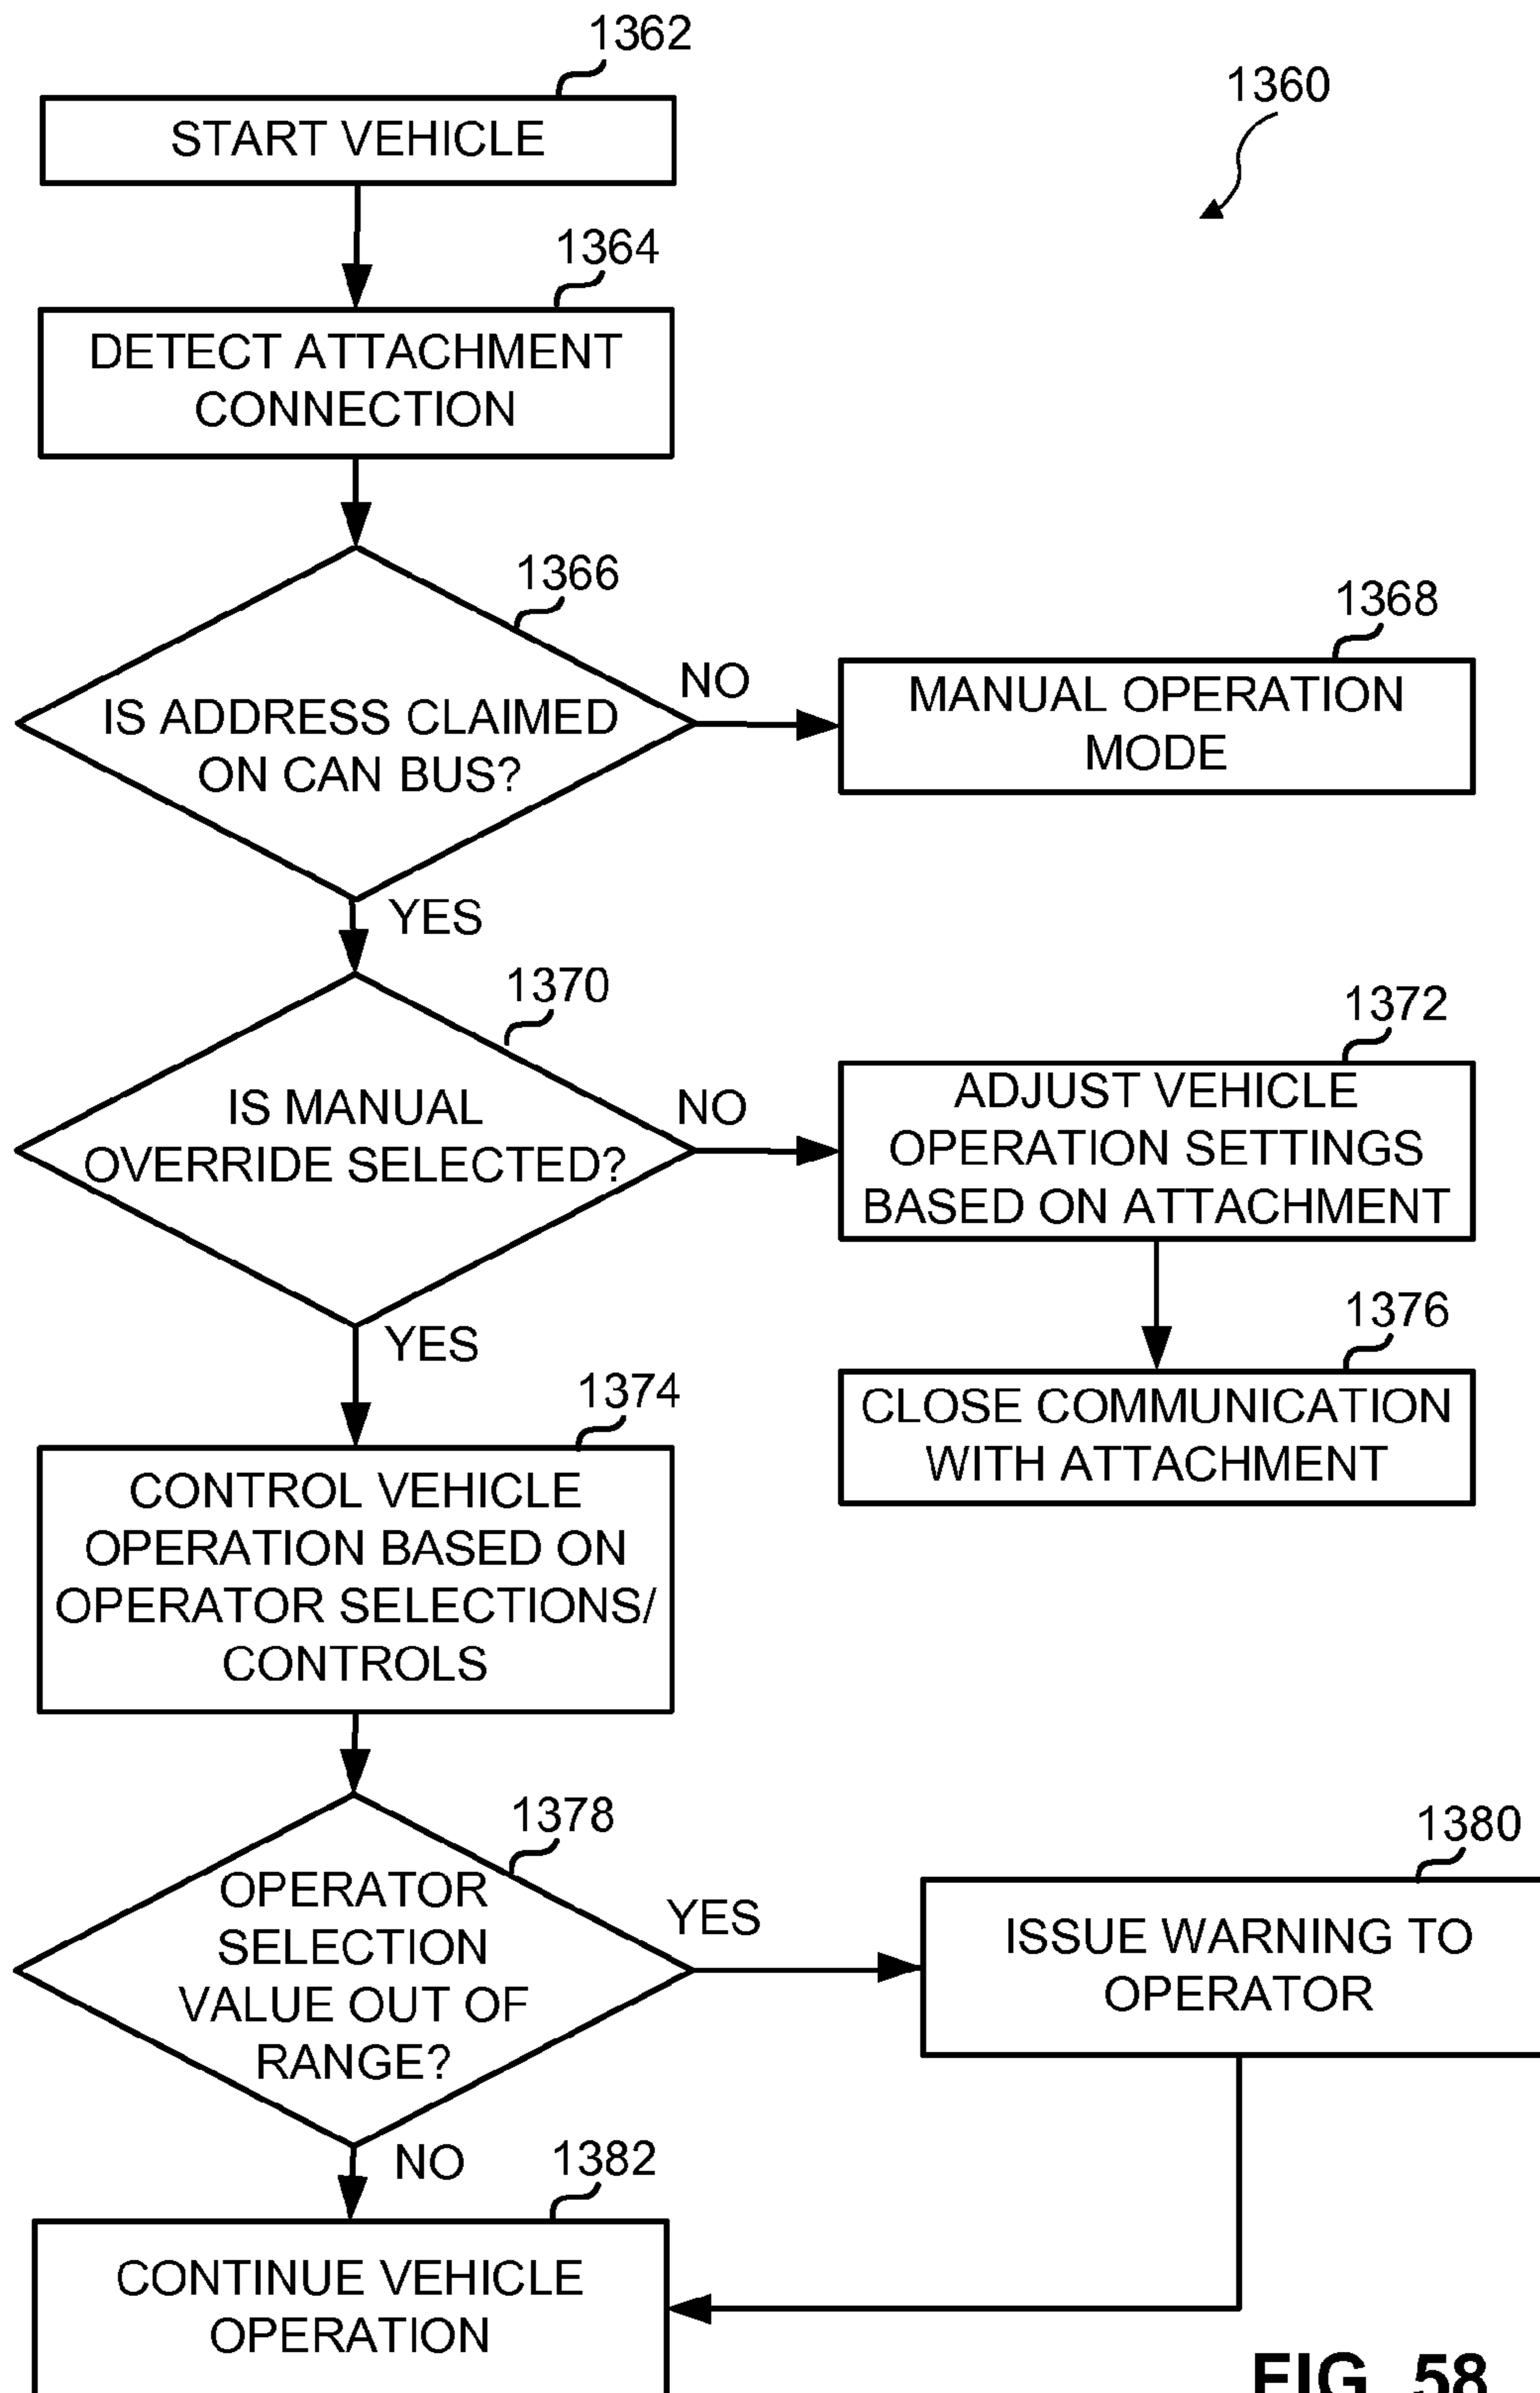 1362
1360
START VEHICLE
1364
DETECT ATTACHMENT
CONNECTION
1366
IS ADDRESS CLAIMED
ON CAN BUS?
NO
1368
MANUAL OPERATION
MODE
YES
1370
IS MANUAL
OVERRIDE SELECTED?
NO
1372
ADJUST VEHICLE
OPERATION SETTINGS
BASED ON ATTACHMENT
YES
1376
CLOSE COMMUNICATION
WITH ATTACHMENT
1374
CONTROL VEHICLE
OPERATION BASED ON
OPERATOR SELECTIONS/
CONTROLS
1378
OPERATOR
SELECTION
VALUE OUT OF
RANGE?
YES
1380
ISSUE WARNING TO
OPERATOR
NO
1382
CONTINUE VEHICLE
OPERATION
FIG. 58